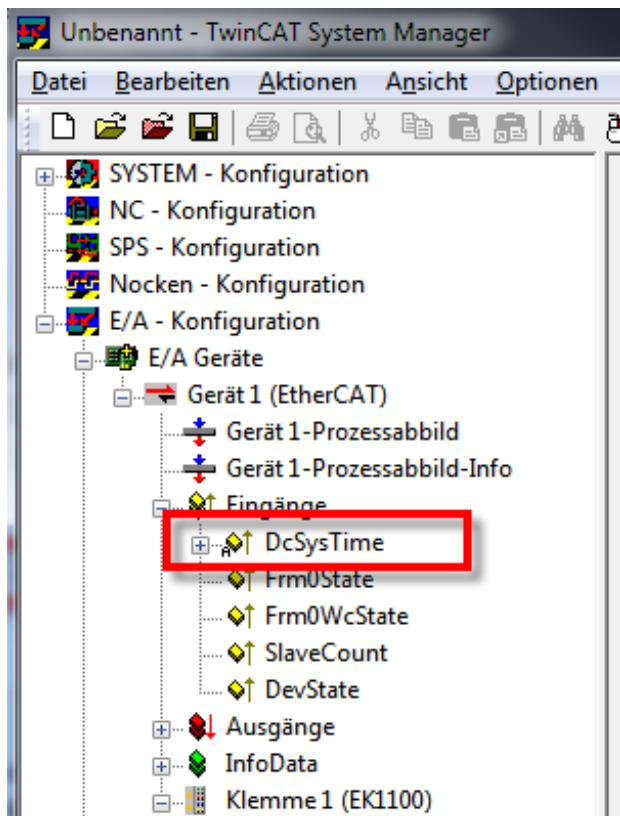 Unbenannt - TwinCAT System Manager
Datei Bearbeiten Aktionen Ansicht Optionen
SYSTEM - Konfiguration
NC - Konfiguration
SPS - Konfiguration
Nocken - Konfiguration
E/A - Konfiguration
E/A Geräte
Gerät 1 (EtherCAT)
Gerät 1-Prozessabbild
Gerät 1-Prozessabbild-Info
Eingänge
DcSysTime
Frm0State
Frm0WcState
SlaveCount
DevState
Ausgänge
InfoData
Klemme 1 (EK1100)